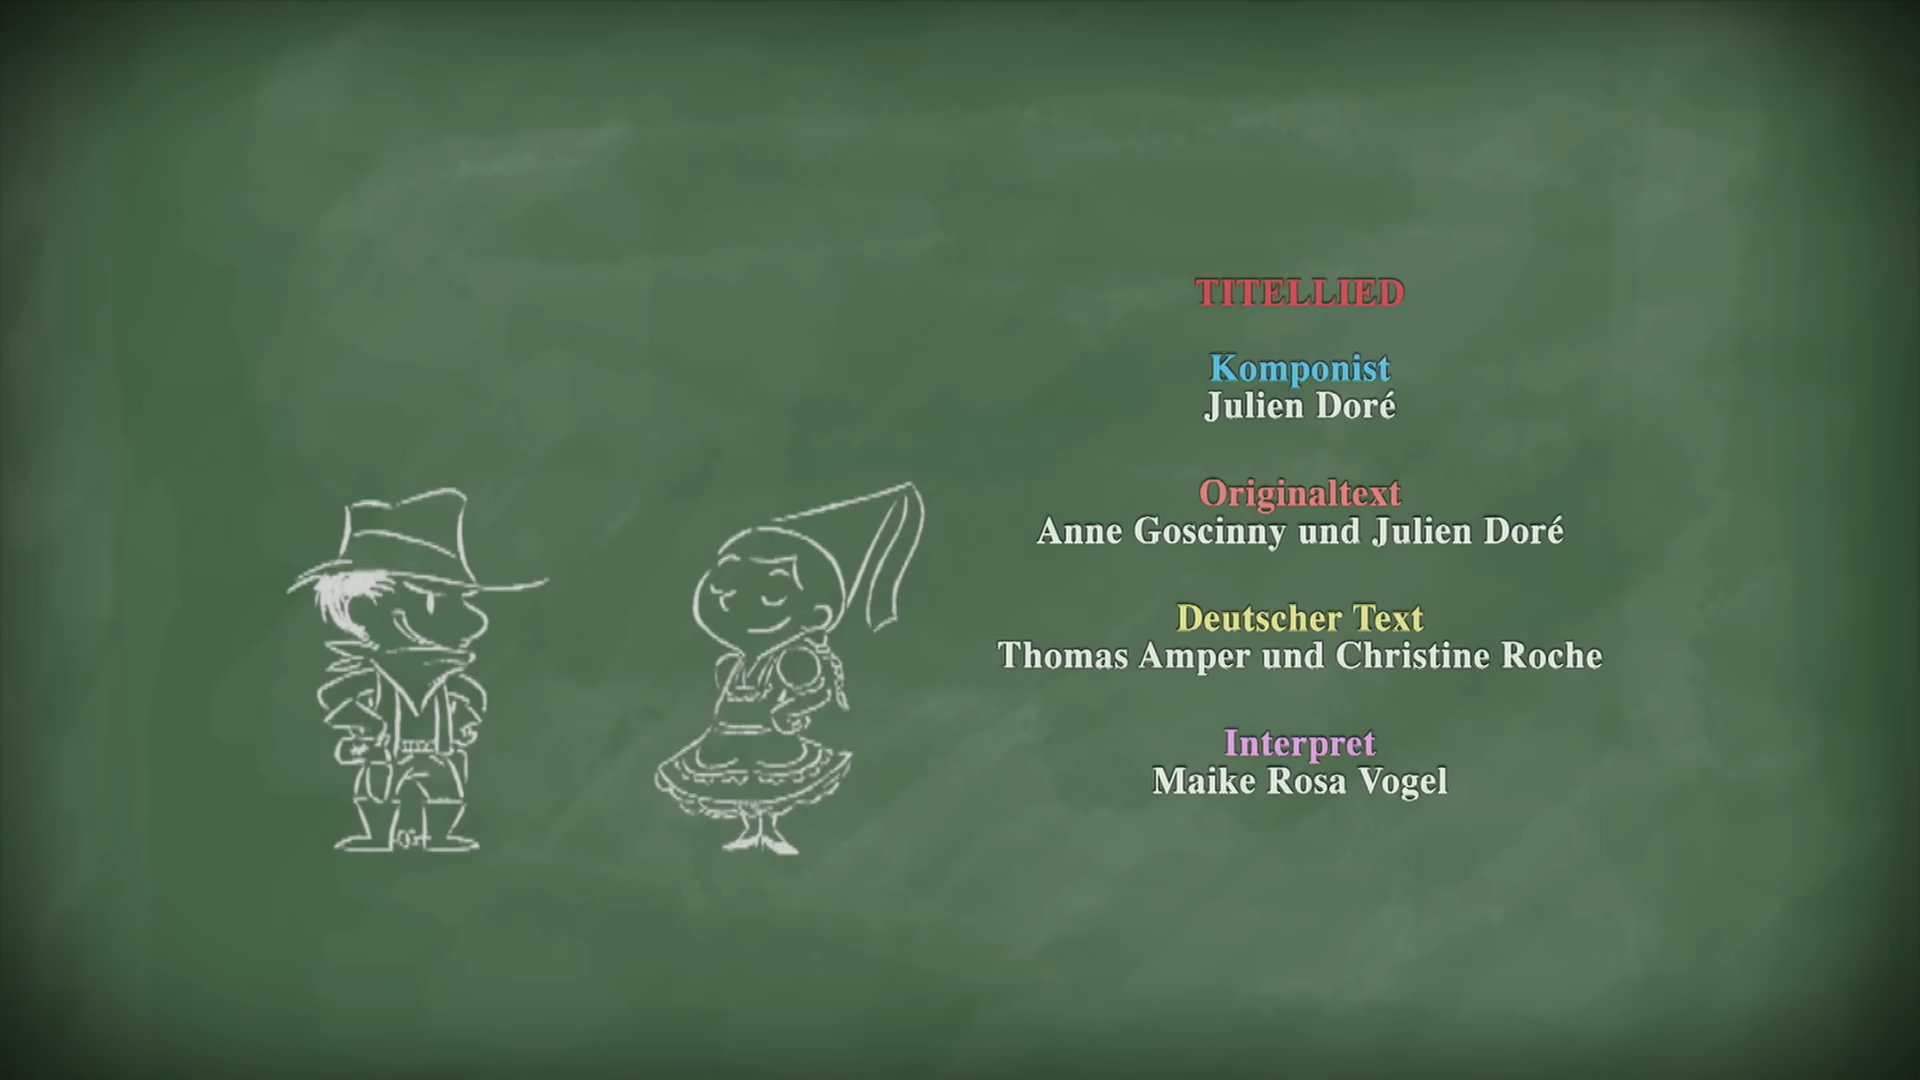 TITELLIED
Komponist
Julien Doré
Originaltext
Anne Goscinny und Julien Doré
Deutscher Text
Thomas Amper und Christine Roche
Interpret
Maike Rosa Vogel